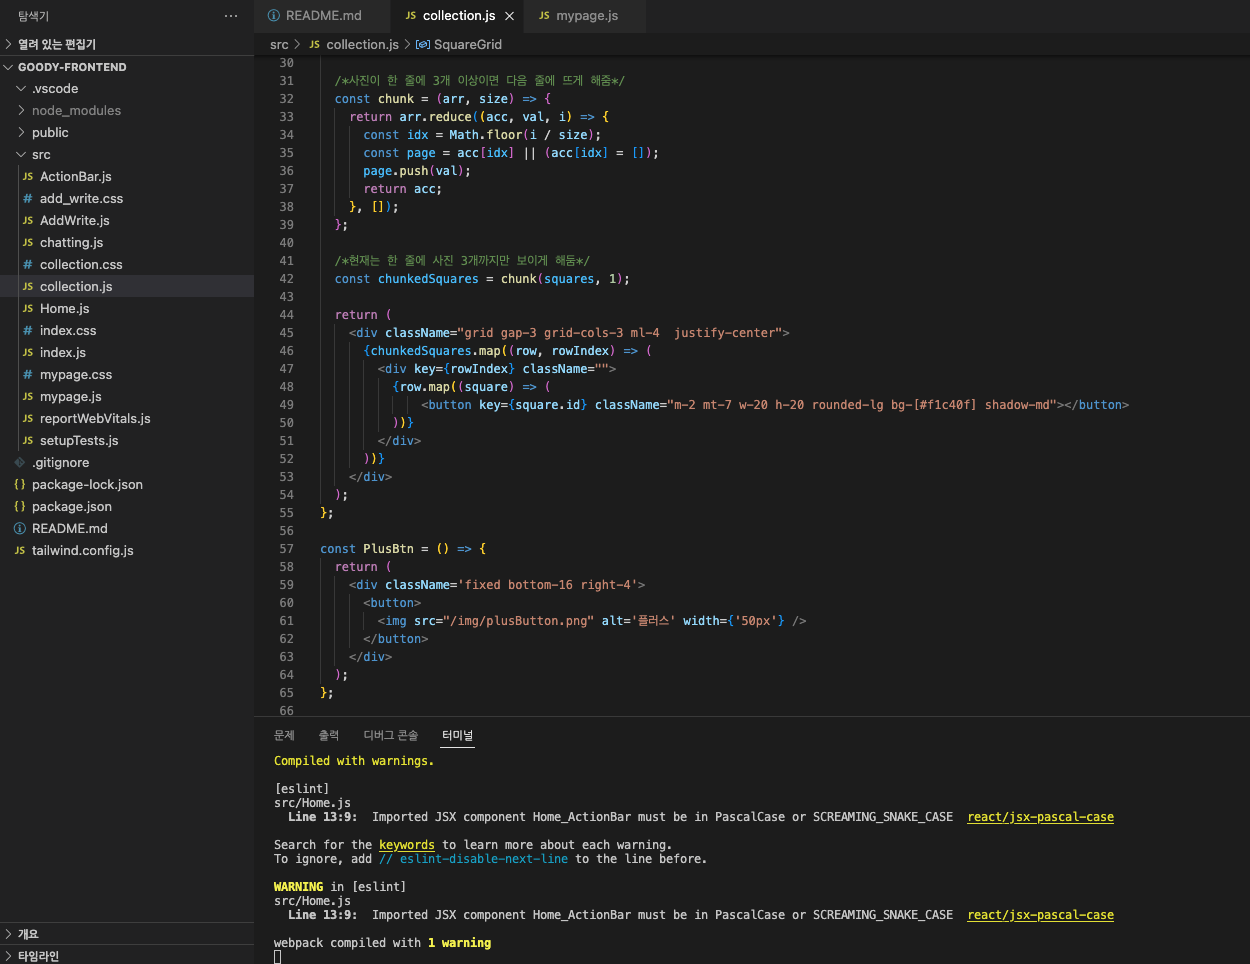 탐색기
열려 있는 편집기
GOODY-FRONTEND
.vscode
node_modules
public
src
JS ActionBar.js
# add_write.css
JS AddWrite.js
JS chatting.js
# collection.css
JS collection.js
JS Home.js
# index.css
JS index.js
# mypage.css
JS mypage.js
JS reportWebVitals.js
JS setupTests.js
.gitignore
{} package-lock.json
{} package.json
README.md
JS tailwind.config.js
개요
타임라인
README.md JS collection.js JS mypage.js
src > JS collection.js > SquareGrid
30
31 /*사진이 한 줄에 3개 이상이면 다음 줄에 뜨게 해줌*/
32 const chunk = (arr, size) => {
33 return arr.reduce((acc, val, i) => {
34 const idx = Math.floor(i / size);
35 const page = acc[idx] || (acc[idx] = []);
36 page.push(val);
37 return acc;
38 }, []);
39 };
40
41 /*현재는 한 줄에 사진 3개까지만 보이게 해둠*/
42 const chunkedSquares = chunk(squares, 1);
43
44 return (
45 <div className="grid gap-3 grid-cols-3 ml-4  justify-center">
46 {chunkedSquares.map((row, rowIndex) => (
47 <div key={rowIndex} className="">
48 {row.map((square) => (
49 <button key={square.id} className="m-2 mt-7 w-20 h-20 rounded-lg bg-[#f1c40f] shadow-md"></button>
50 ))}
51 </div>
52 ))}
53 </div>
54 );
55 };
56
57 const PlusBtn = () => {
58 return (
59 <div className='fixed bottom-16 right-4'>
60 <button>
61 <img src="/img/plusButton.png" alt='플러스' width={'50px'} />
62 </button>
63 </div>
64 );
65 };
66
문제 출력 디버그 콘솔 터미널
Compiled with warnings.
[eslint]
src/Home.js
Line 13:9:  Imported JSX component Home_ActionBar must be in PascalCase or SCREAMING_SNAKE_CASE  react/jsx-pascal-case
Search for the keywords to learn more about each warning.
To ignore, add // eslint-disable-next-line to the line before.
WARNING in [eslint]
src/Home.js
Line 13:9:  Imported JSX component Home_ActionBar must be in PascalCase or SCREAMING_SNAKE_CASE  react/jsx-pascal-case
webpack compiled with 1 warning